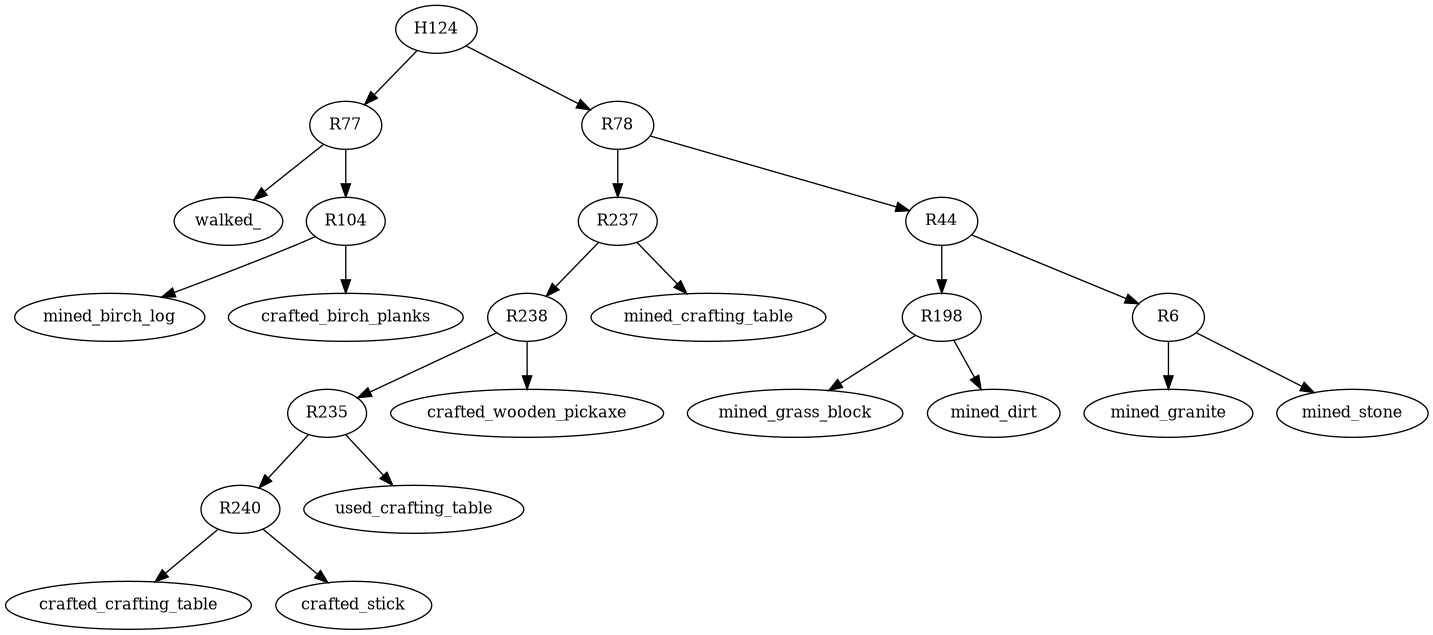 H124
R77
R78
walked_
R104
R237
R44
mined_birch_log
crafted_birch_planks
R238
mined_crafting_table
R198
R6
R235
crafted_wooden_pickaxe
mined_grass_block
mined_dirt
mined_granite
mined_stone
R240
used_crafting_table
crafted_crafting_table
crafted_stick